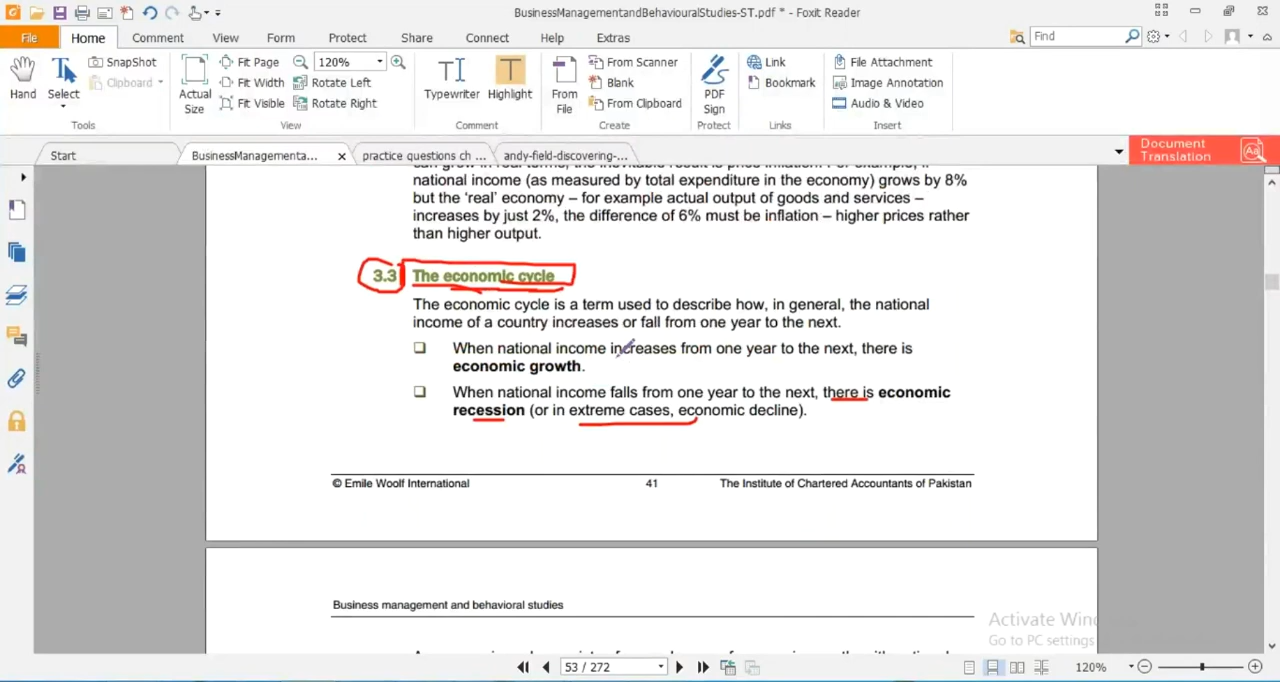 BusinessManagementandBehaviouralStudies-ST.pdf * - Foxit Reader
File Home Comment View Form Protect Share Connect Help Extras Find
Hand Select SnapShot Clipboard Actual Size Fit Page Fit Width Fit Visible 120% Rotate Left Rotate Right Typewriter Highlight From File From Scanner Blank From Clipboard PDF Sign Link Bookmark File Attachment Image Annotation Audio & Video
Tools View Comment Create Protect Links Insert
Start BusinessManagementa... x practice questions ch ... andy-field-discovering-... Document Translation
national income (as measured by total expenditure in the economy) grows by 8%
but the ‘real’ economy – for example actual output of goods and services –
increases by just 2%, the difference of 6% must be inflation – higher prices rather
than higher output.
3.3 The economic cycle
The economic cycle is a term used to describe how, in general, the national
income of a country increases or fall from one year to the next.
When national income increases from one year to the next, there is
economic growth.
When national income falls from one year to the next, there is economic
recession (or in extreme cases, economic decline).
© Emile Woolf International 41 The Institute of Chartered Accountants of Pakistan
Business management and behavioral studies
Activate Win
Go to PC settings
53 / 272 120%